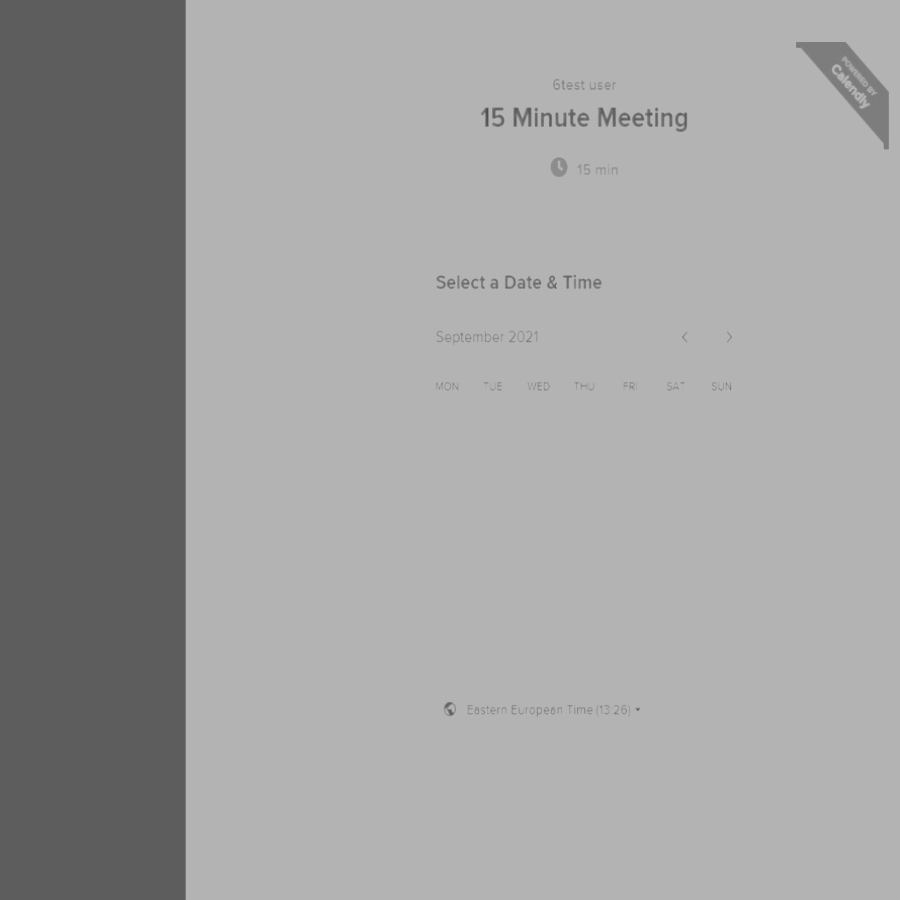 POWERED BY
Calendly
6test user
15 Minute Meeting
15 min
Select a Date & Time
September 2021
MON TUE WED THU FRI SAT SUN
Eastern European Time (13:26)